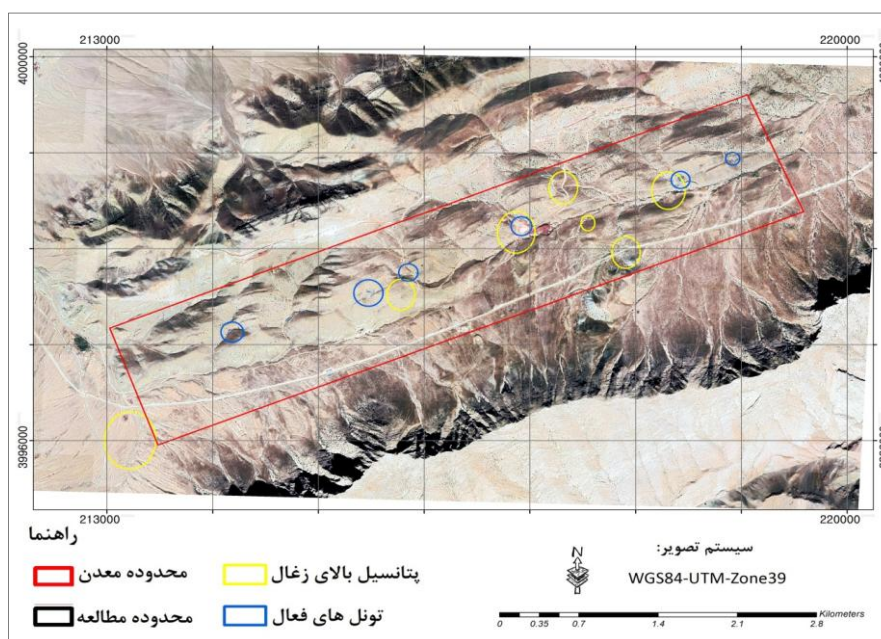 213000 220000
4000000
3996000
213000 220000
راهنما
محدوده معدن
پتانسیل بالای زغال
محدوده مطالعه
تونل های فعال
سیستم تصویر:
N
WGS84-UTM-Zone39
Kilometers
0 0.35 0.7 1.4 2.1 2.8